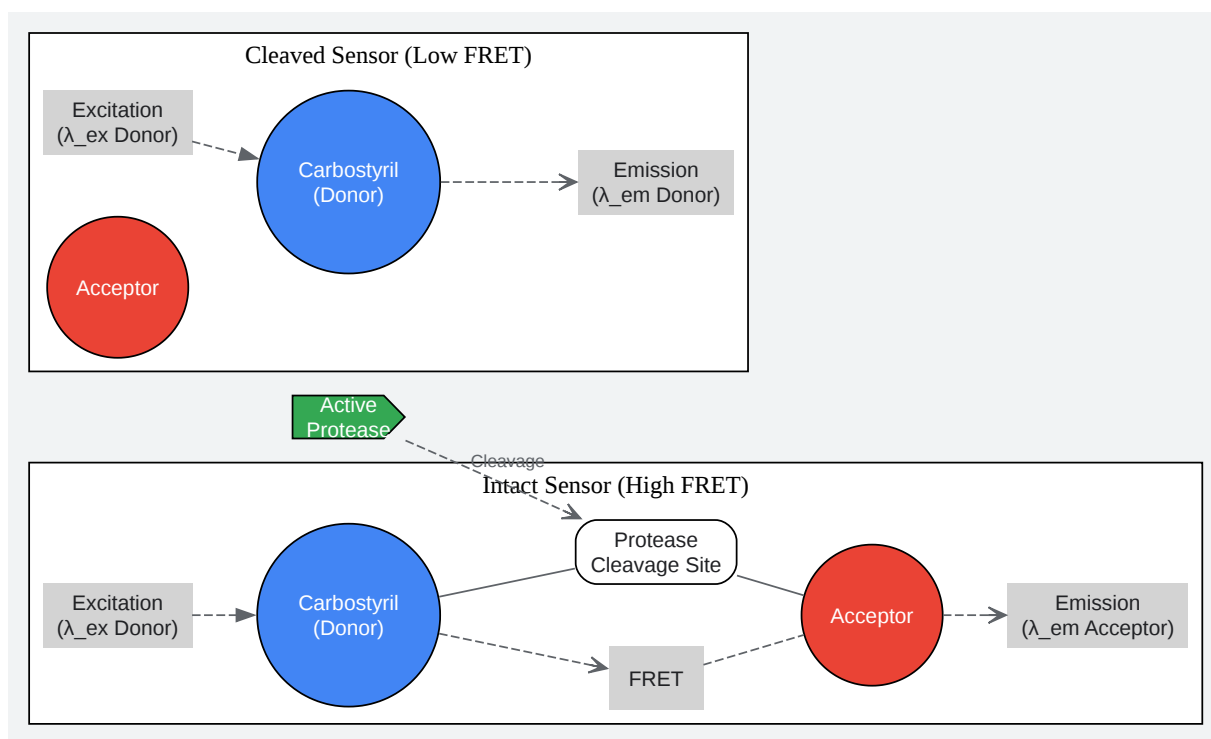 Cleaved Sensor (Low FRET)
Excitation
(λ_ex Donor)
Carbostyril
(Donor)
Emission
(λ_em Donor)
Acceptor
Active
Protease
Cleavage
Intact Sensor (High FRET)
Protease
Cleavage Site
Excitation
(λ_ex Donor)
Carbostyril
(Donor)
Acceptor
Emission
(λ_em Acceptor)
FRET